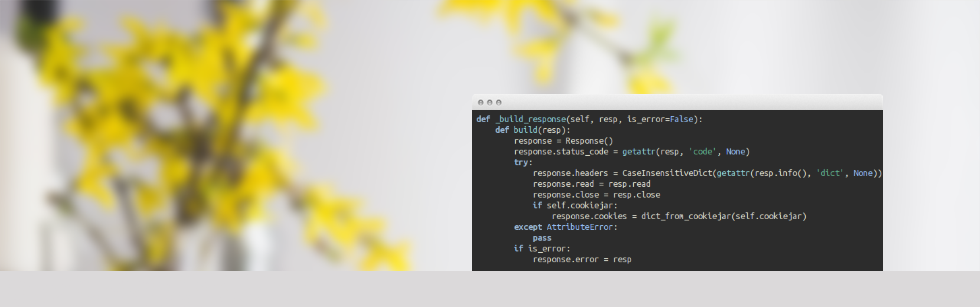 def _build_response(self, resp, is_error=False):
    def build(resp):
        response = Response()
        response.status_code = getattr(resp, 'code', None)
        try:
            response.headers = CaseInsensitiveDict(getattr(resp.info(), 'dict', None))
            response.read = resp.read
            response.close = resp.close
            if self.cookiejar:
                response.cookies = dict_from_cookiejar(self.cookiejar)
        except AttributeError:
            pass
        if is_error:
            response.error = resp